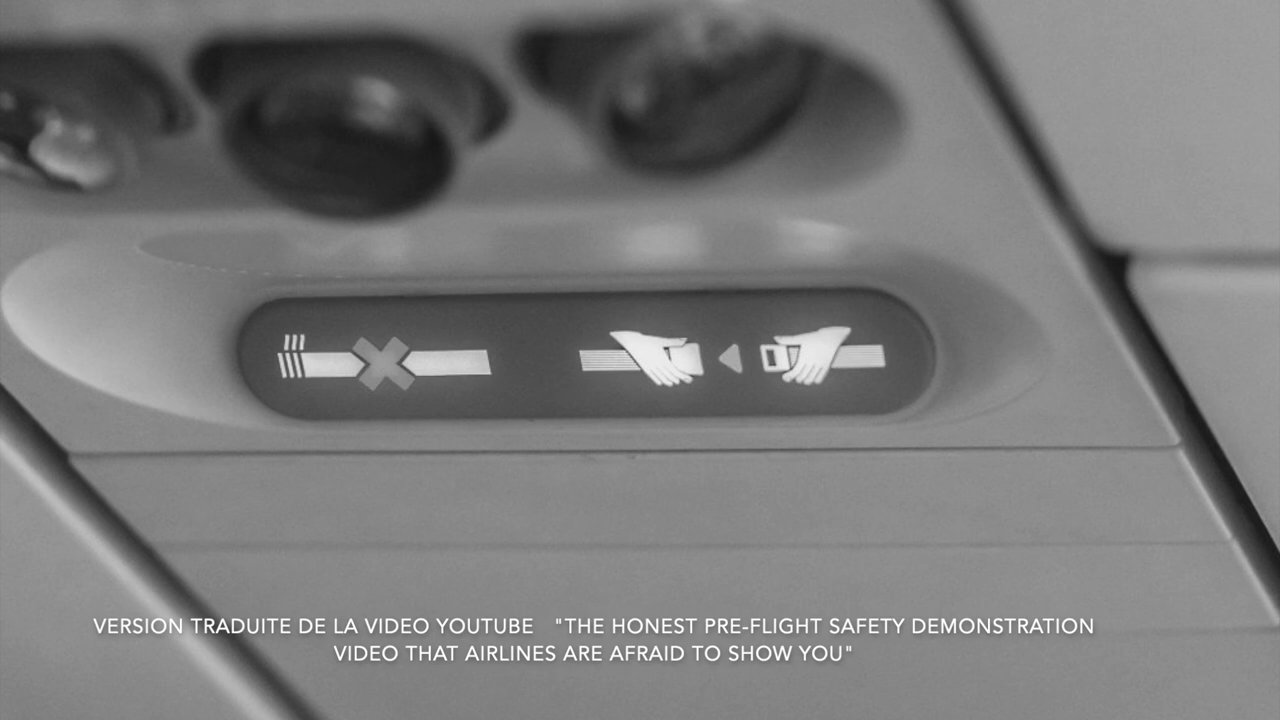 VERSION TRADUITE DE LA VIDEO YOUTUBE "THE HONEST PRE-FLIGHT SAFETY DEMONSTRATION
VIDEO THAT AIRLINES ARE AFRAID TO SHOW YOU"